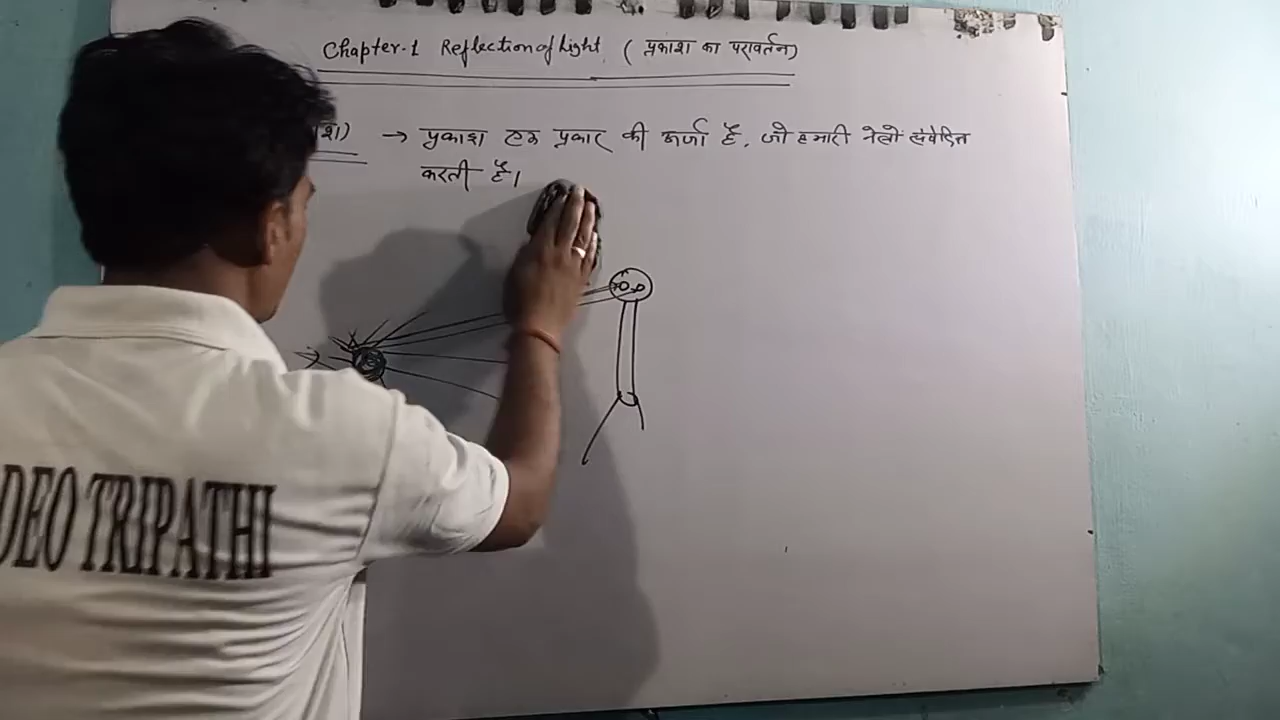 Chapter-1 Reflection of Light (प्रकाश का परावर्तन)
→ प्रकाश एक प्रकार की ऊर्जा है, जो हमारी नेत्रो संवेदित
करती है।
DEO TRIPATHI